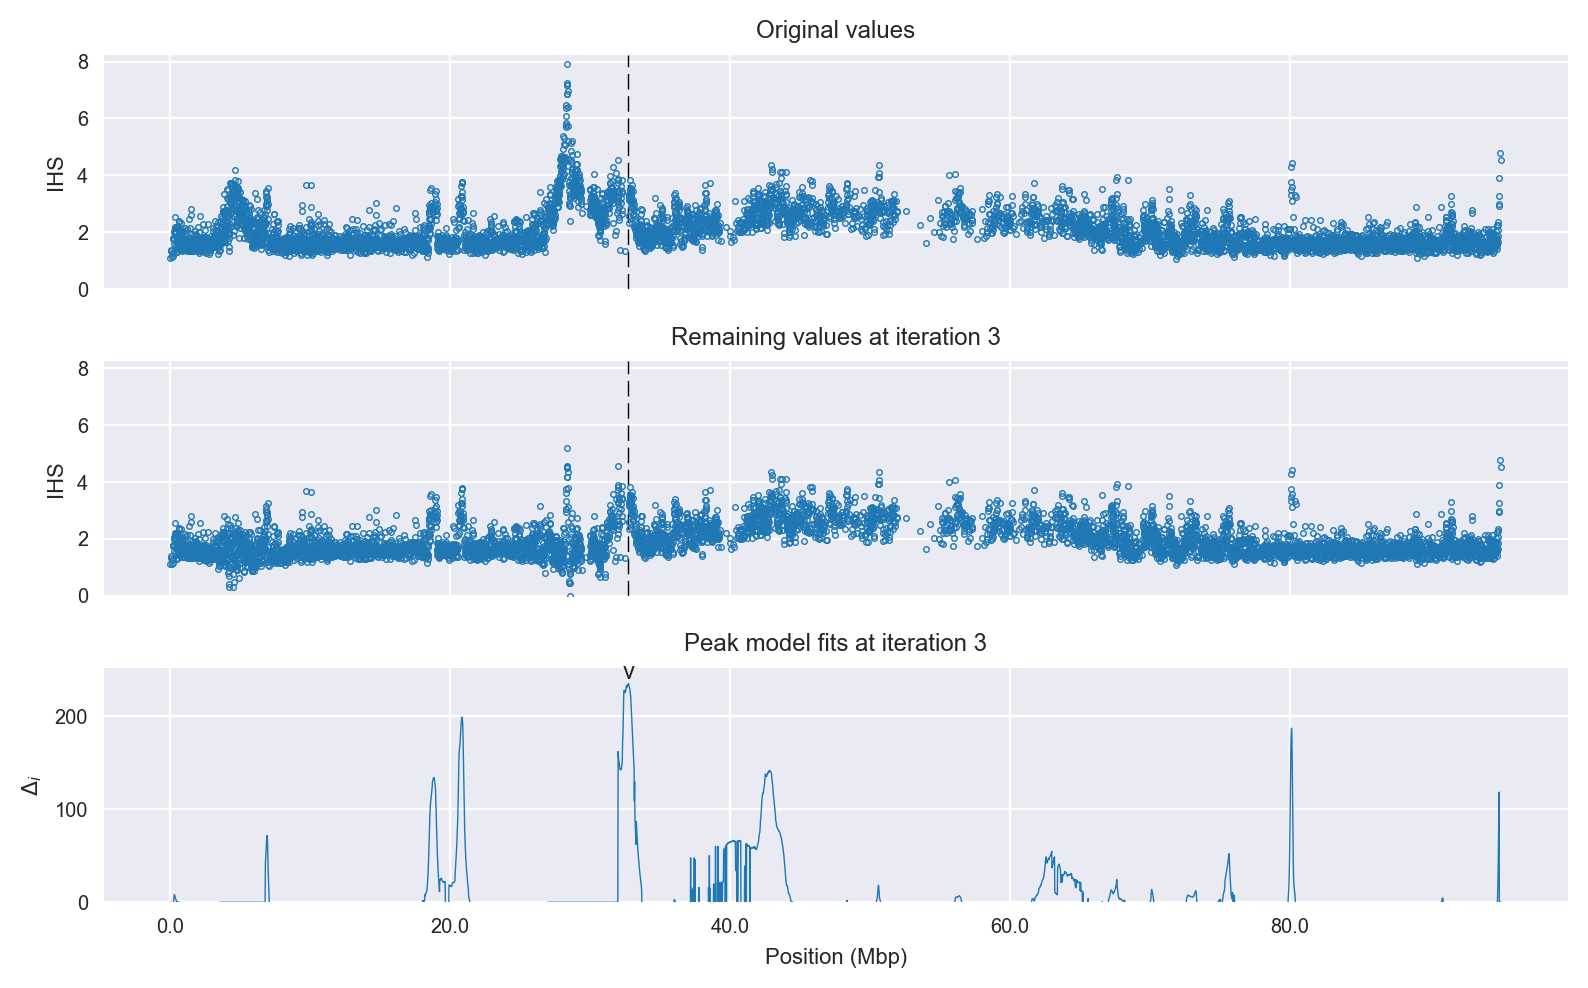 Original values
8
6
4
2
0
IHS
Remaining values at iteration 3
8
6
4
2
0
IHS
Peak model fits at iteration 3
v
200
100
0
Δi
0.0 20.0 40.0 60.0 80.0
Position (Mbp)